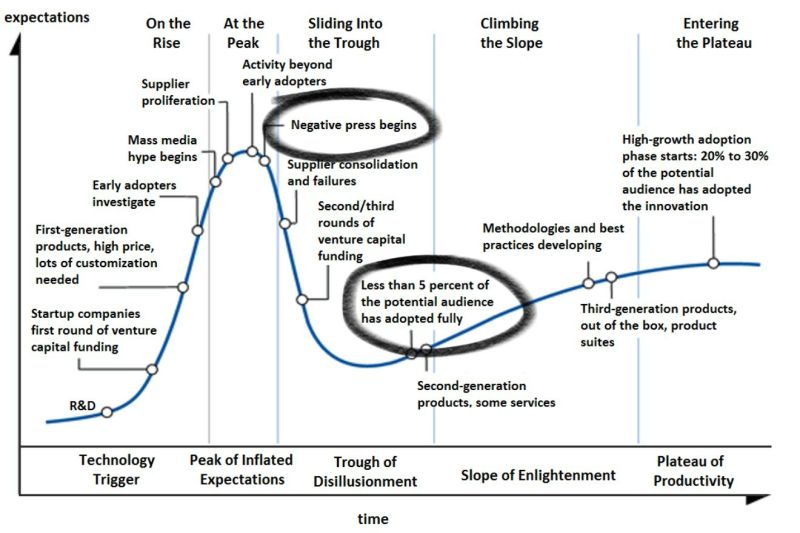 expectations
On the
Rise
At the
Peak
Sliding Into
the Trough
Climbing
the Slope
Entering
the Plateau
Activity beyond
early adopters
Supplier
proliferation
Negative press begins
Mass media
hype begins
Supplier consolidation
and failures
Early adopters
investigate
Second/third
rounds of
venture capital
funding
First-generation
products, high price,
lots of customization
needed
Less than 5 percent of
the potential audience
has adopted fully
Startup companies
first round of venture
capital funding
R&D
Second-generation
products, some services
Methodologies and best
practices developing
Third-generation products,
out of the box, product
suites
High-growth adoption
phase starts: 20% to 30%
of the potential
audience has adopted
the innovation
Technology
Trigger
Peak of Inflated
Expectations
Trough of
Disillusionment
Slope of Enlightenment
Plateau of
Productivity
time